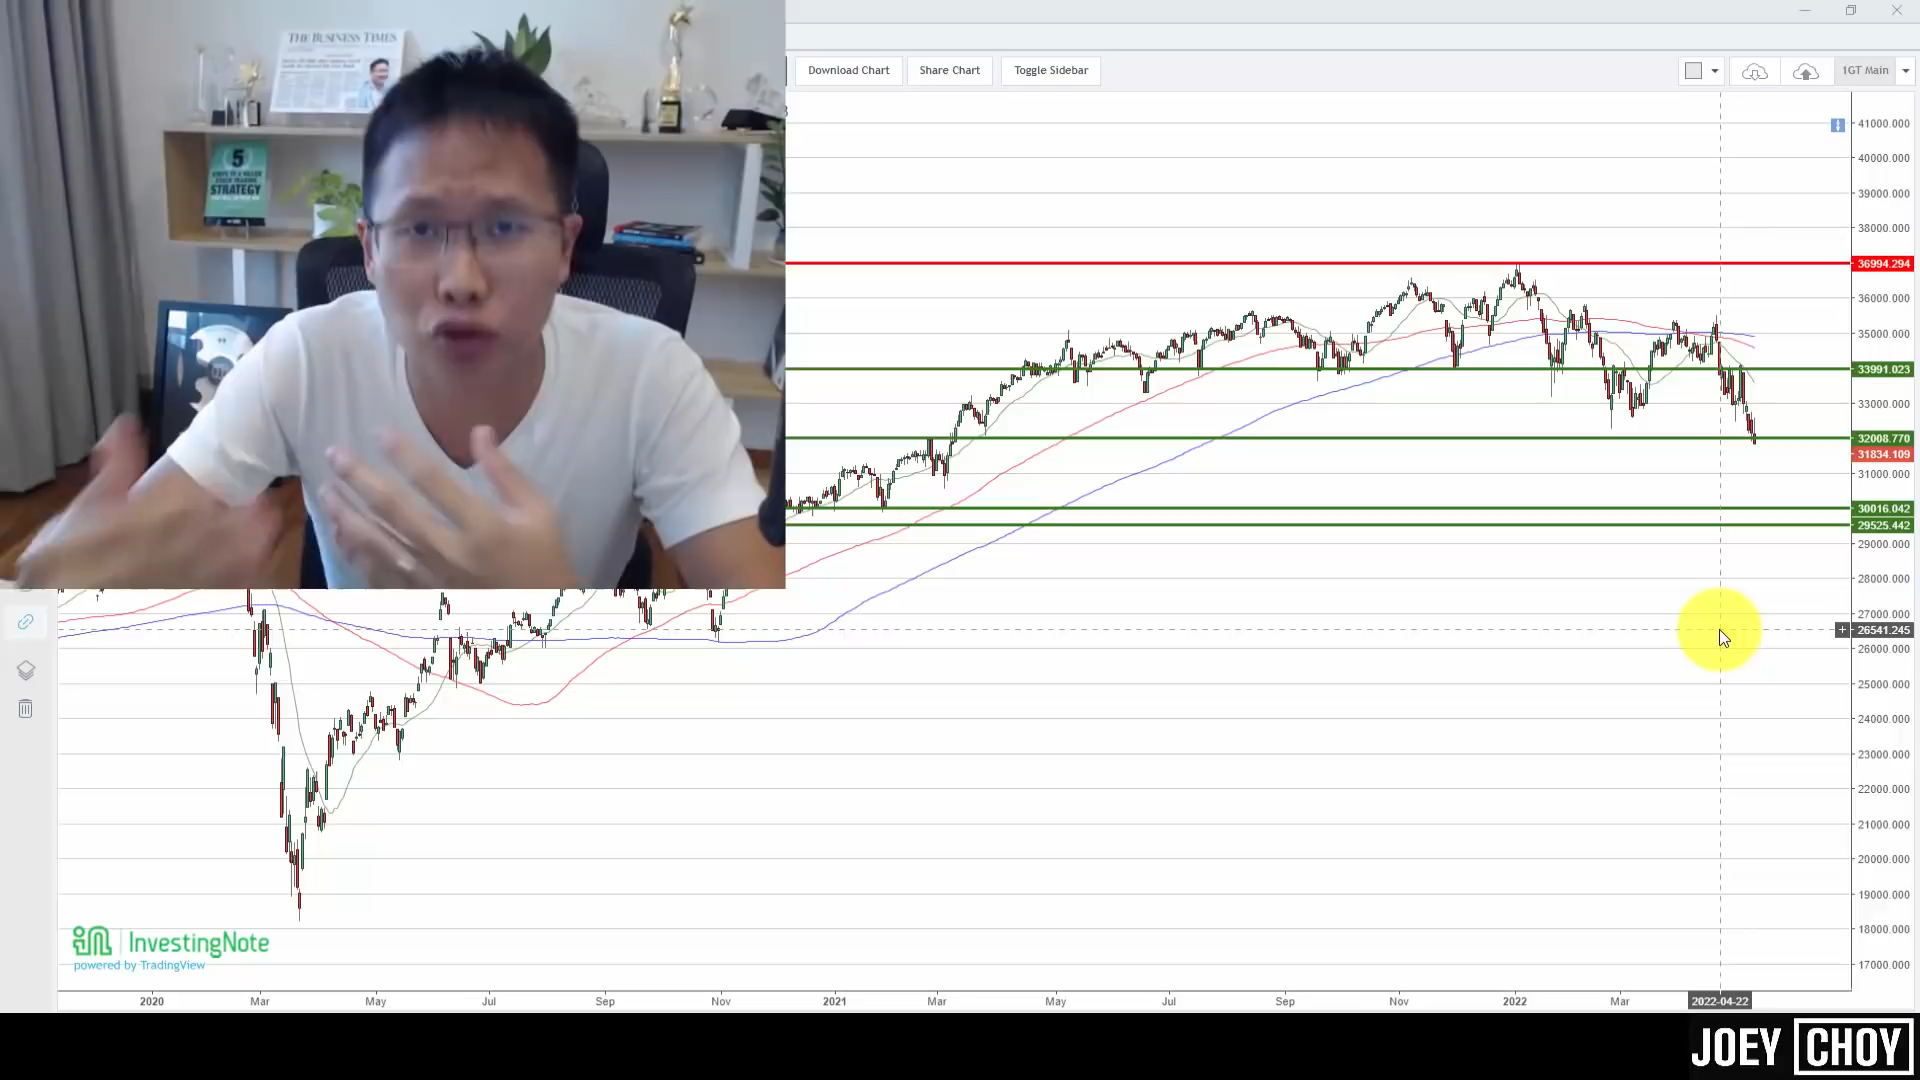 THE BUSINESS TIMES
5
STRATEGY
Download Chart
Share Chart
Toggle Sidebar
1GT Main
41000.000
40000.000
39000.000
38000.000
36994.294
36000.000
35000.000
33991.023
33000.000
32008.770
31834.109
31000.000
30016.042
29525.442
29000.000
28000.000
27000.000
26541.245
26000.000
25000.000
24000.000
23000.000
22000.000
21000.000
20000.000
19000.000
18000.000
17000.000
InvestingNote
powered by TradingView
2020 Mar May Jul Sep Nov 2021 Mar May Jul Sep Nov 2022 Mar 2022-04-22
JOEY CHOY